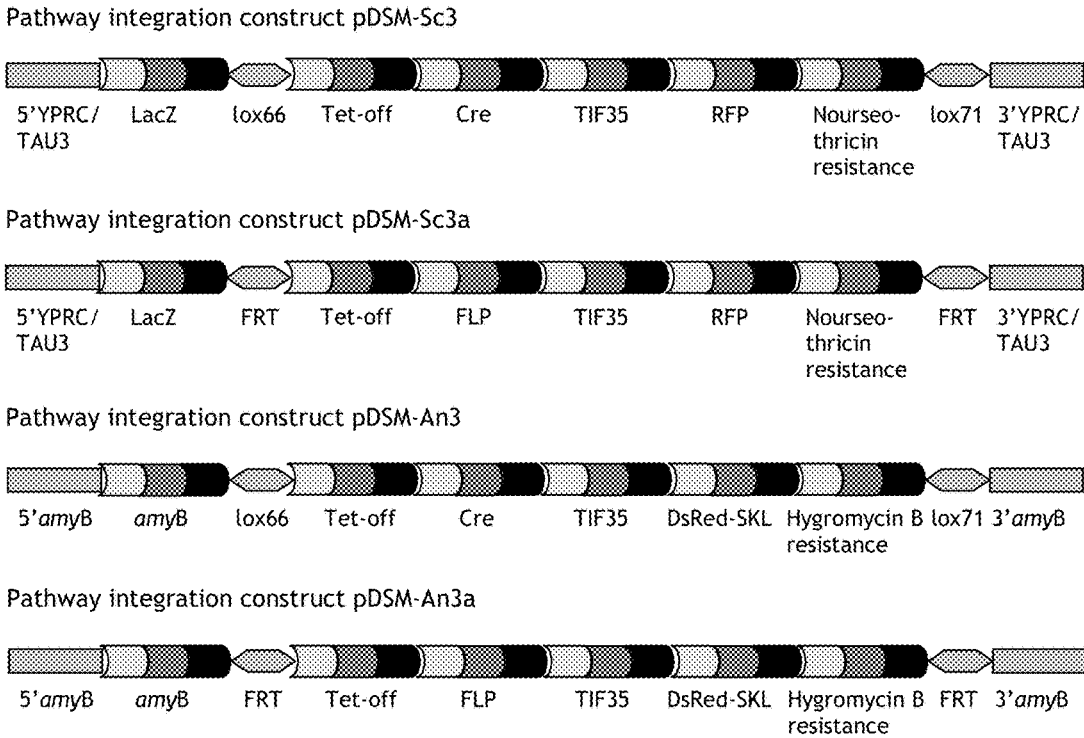 Pathway integration construct pDSM-Sc3
5'YPRC/ LacZ lox66 Tet-off Cre TIF35 RFP Nourseo- lox71 3'YPRC/
TAU3 thricin TAU3
resistance
Pathway integration construct pDSM-Sc3a
5'YPRC/ LacZ FRT Tet-off FLP TIF35 RFP Nourseo- FRT 3'YPRC/
TAU3 thricin TAU3
resistance
Pathway integration construct pDSM-An3
5'amyB amyB lox66 Tet-off Cre TIF35 DsRed-SKL Hygromycin B lox71 3'amyB
resistance
Pathway integration construct pDSM-An3a
5'amyB amyB FRT Tet-off FLP TIF35 DsRed-SKL Hygromycin B FRT 3'amyB
resistance